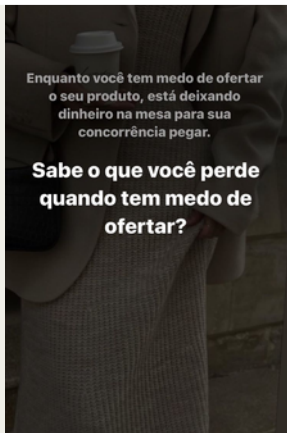 Enquanto você tem medo de ofertar
o seu produto, está deixando
dinheiro na mesa para sua
concorrência pegar.
Sabe o que você perde
quando tem medo de
ofertar?